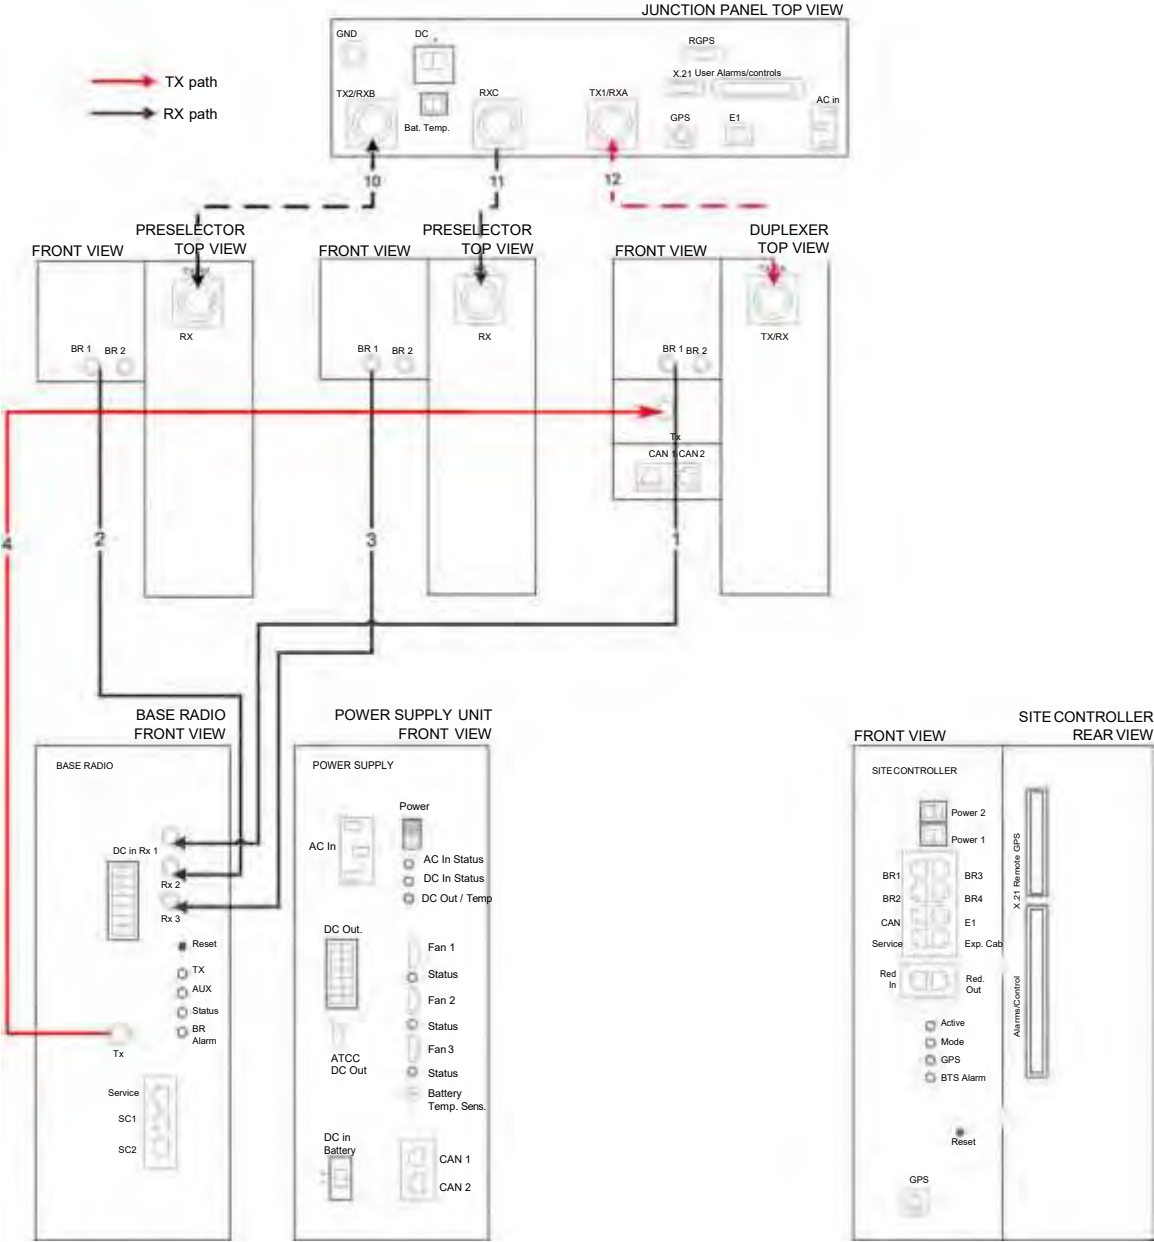 JUNCTION PANEL TOP VIEW
GND
DC
RGPS
X.21 User Alarms/controls
TX2/RXB
RXC
TX1/RXA
AC in
Bat. Temp.
GPS
E1
TX path
RX path
10
11
12
PRESELECTOR
TOP VIEW
FRONT VIEW
PRESELECTOR
TOP VIEW
FRONT VIEW
DUPLEXER
TOP VIEW
FRONT VIEW
RX
RX
TX/RX
BR 1
BR 2
BR 1
BR 2
BR 1
BR 2
Tx
CAN 1
CAN 2
4
2
3
1
BASE RADIO
FRONT VIEW
POWER SUPPLY UNIT
FRONT VIEW
SITE CONTROLLER
REAR VIEW
FRONT VIEW
BASE RADIO
DC in
Rx 1
Rx 2
Rx 3
Reset
TX
AUX
Status
BR
Alarm
Tx
Service
SC1
SC2
POWER SUPPLY
Power
AC In
AC In Status
DC In Status
DC Out / Temp
DC Out.
Fan 1
Status
Fan 2
Status
Fan 3
Status
ATCC
DC Out
Battery
Temp. Sens.
DC in
Battery
CAN 1
CAN 2
SITE CONTROLLER
Power 2
Power 1
BR1
BR3
BR2
BR4
CAN
E1
Service
Exp. Cab
Red
In
Red.
Out
Active
Mode
GPS
BTS Alarm
Reset
GPS
X.21 Remote GPS
Alarms/Control